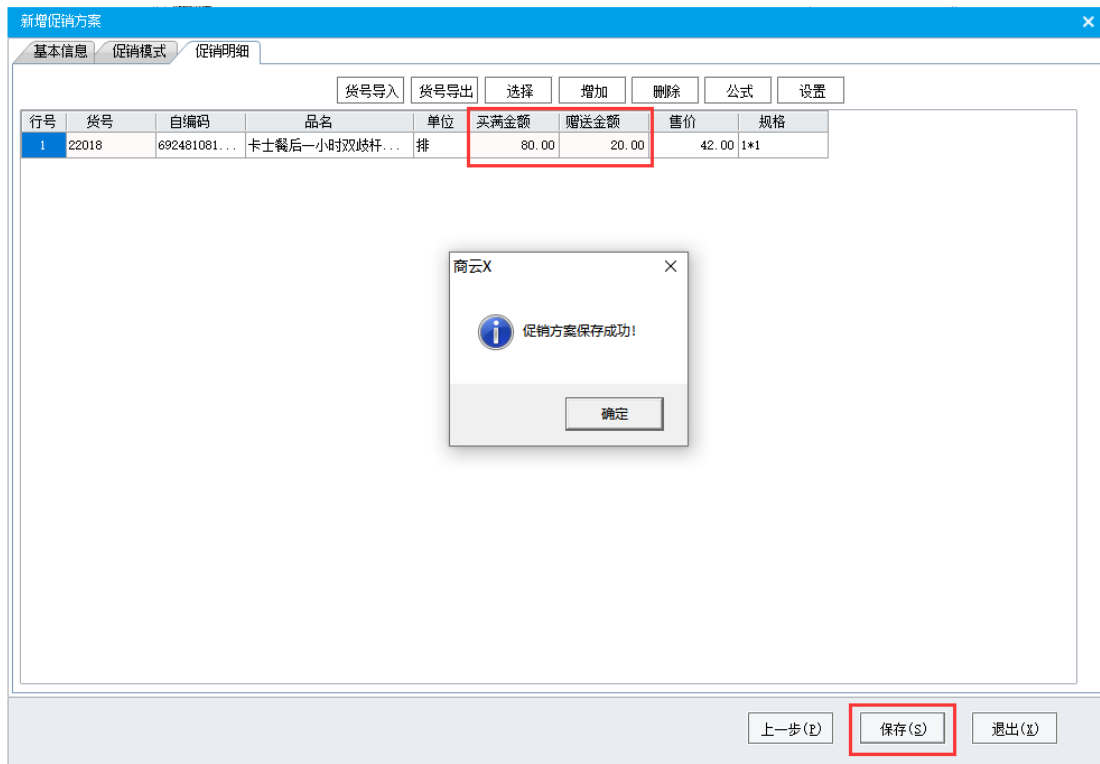 新增促销方案
基本信息 促销模式 促销明细
货号导入 货号导出 选择 增加 删除 公式 设置
行号 货号 自编码 品名 单位 买满金额 赠送金额 售价 规格
1 22018 692481081... 卡士餐后一小时双歧杆... 排 80.00 20.00 42.00 1*1
商云X
促销方案保存成功!
确定
上一步(P) 保存(S) 退出(X)